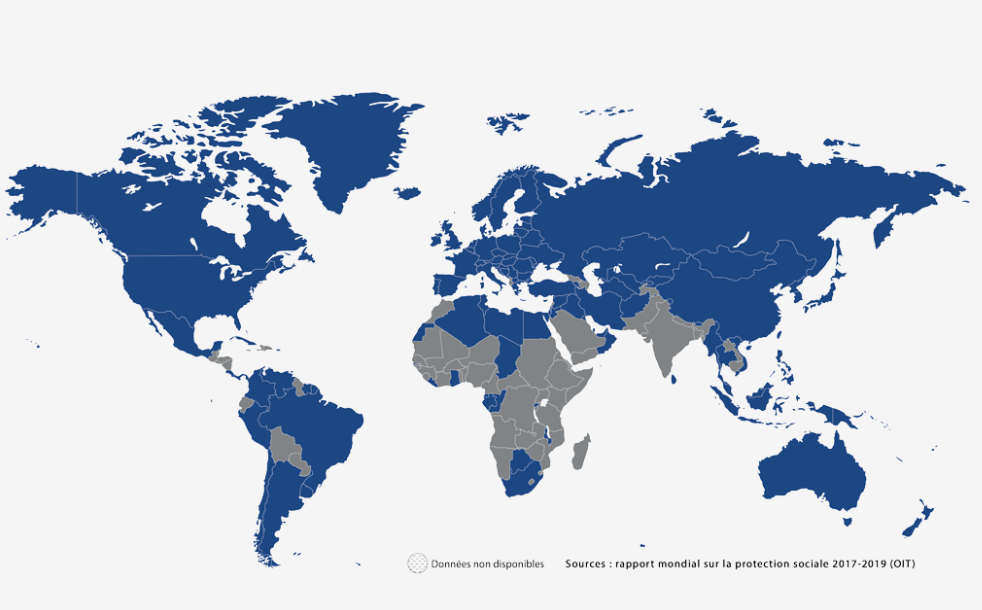 Données non disponibles
Sources : rapport mondial sur la protection sociale 2017-2019 (OIT)